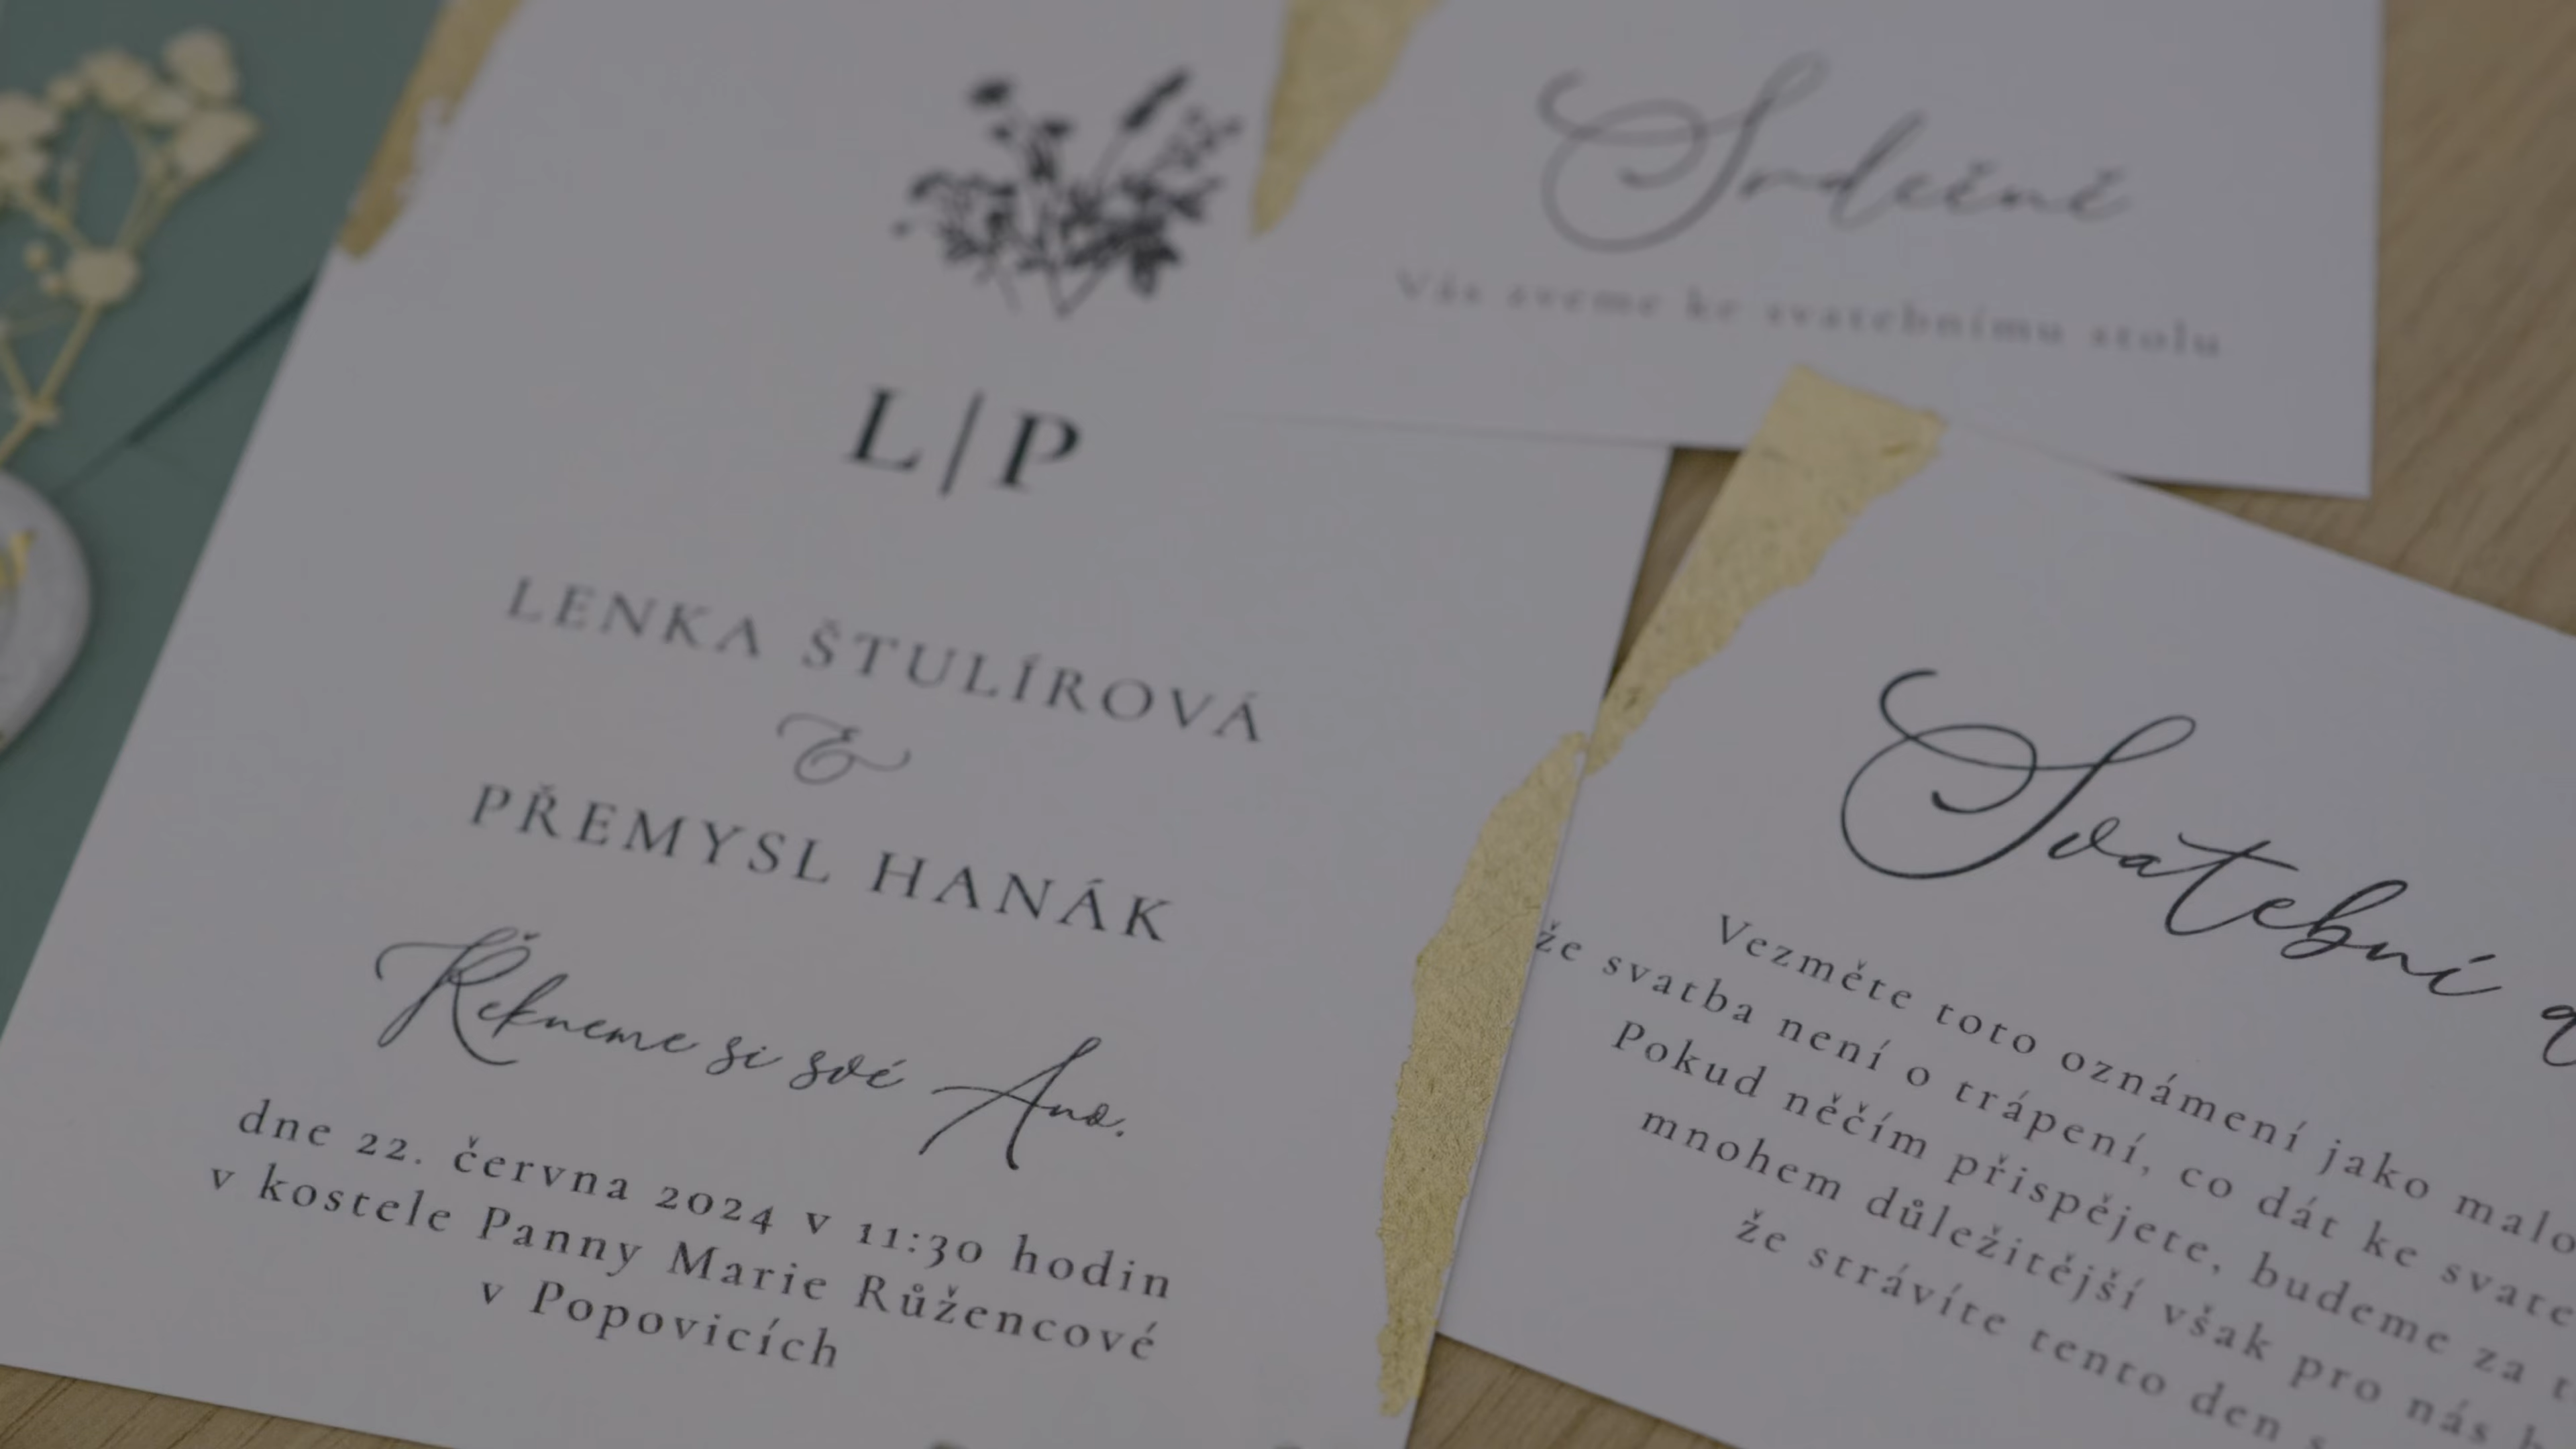 L|P
LENKA ŠTULÍROVÁ
&
PŘEMYSL HANÁK
Řekneme si své Ano.
dne 22. června 2024 v 11:30 hodin
v kostele Panny Marie Růžencové
v Popovicích
Srdečně
Vás zveme ke svatebnímu stolu
Svatební
Vezměte toto oznámení jako malo
že svatba není o trápení, co dát ke svate
Pokud něčím přispějete, budeme za t
mnohem důležitější však pro nás b
že strávíte tento den s